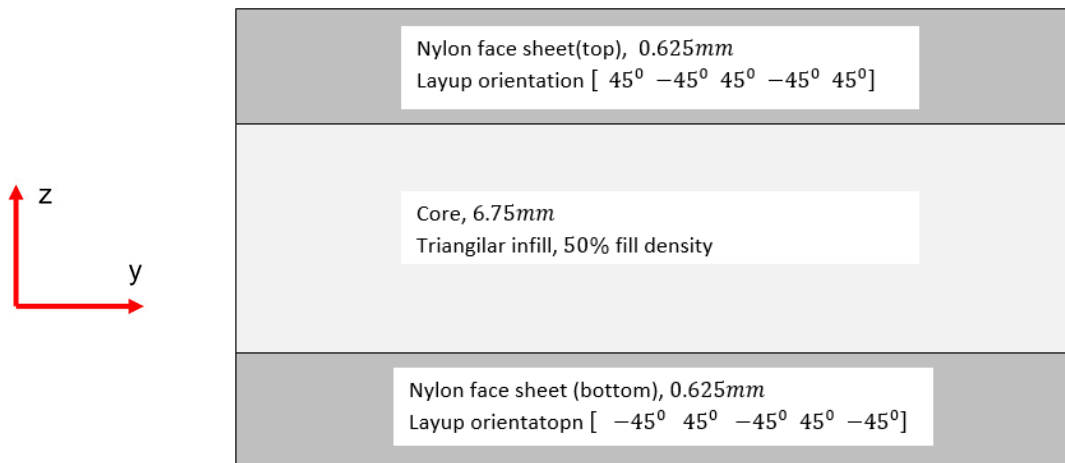 Nylon face sheet(top), 0.625mm
Layup orientation [ 45⁰ −45⁰ 45⁰ −45⁰ 45⁰]
z
Core, 6.75mm
Triangilar infill, 50% fill density
y
Nylon face sheet (bottom), 0.625mm
Layup orientatopn [ −45⁰ 45⁰ −45⁰ 45⁰ −45⁰]